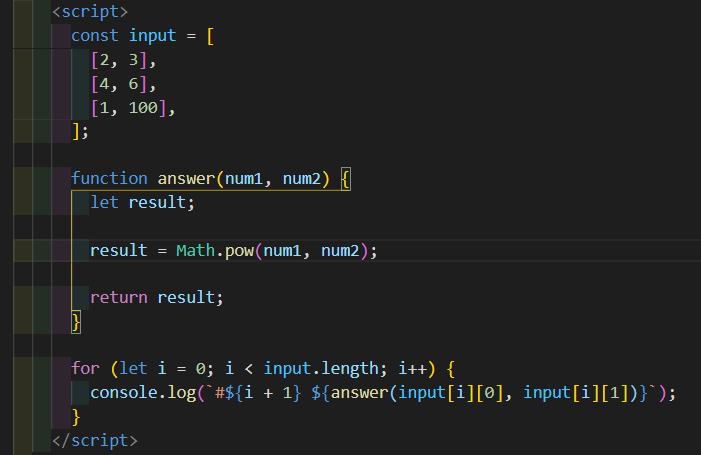 <script>
const input = [
[2, 3],
[4, 6],
[1, 100],
];
function answer(num1, num2) {
let result;
result = Math.pow(num1, num2);
return result;
}
for (let i = 0; i < input.length; i++) {
console.log(`#${i + 1} ${answer(input[i][0], input[i][1])}`);
}
</script>